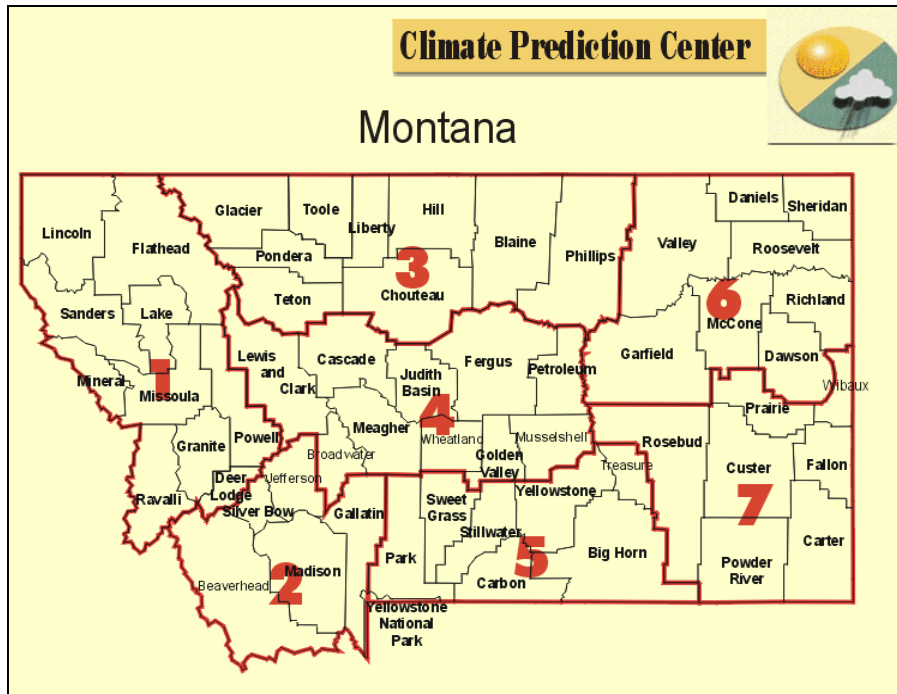 Climate Prediction Center
Montana
Glacier
Toole
Liberty
Hill
Blaine
Phillips
Daniels
Sheridan
Valley
Roosevelt
Lincoln
Flathead
Pondera
Teton
3
Chouteau
6
McCone
Richland
Sanders
Lake
Garfield
Dawson
Wibaux
Mineral
1
Missoula
Lewis
and
Clark
Cascade
Judith
Basin
Fergus
Petroleum
Prairie
4
Meagher
Wheatland
Golden
Valley
Musselshell
Rosebud
Treasure
Granite
Powell
Broadwater
Custer
Fallon
Ravalli
Deer
Lodge
Jefferson
Silver Bow
Gallatin
Sweet
Grass
Yellowstone
Stillwater
7
Carter
Park
5
Big Horn
Powder
River
Beaverhead
2
Madison
Carbon
Yellowstone
National
Park